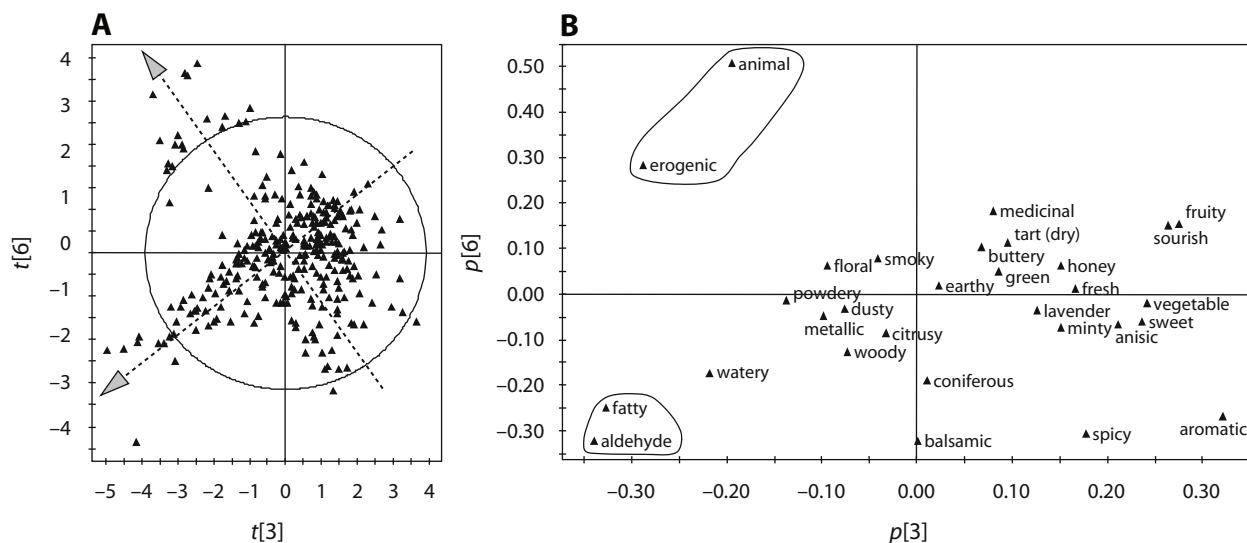 A
B
4
3
2
1
0
–1
–2
–3
–4
t[6]
–5 –4 –3 –2 –1 0 1 2 3 4
t[3]
0.50
0.40
0.30
0.20
0.10
0.00
–0.10
–0.20
–0.30
p[6]
animal
erogenic
medicinal
fruity
tart (dry)
sourish
buttery
smoky
floral
honey
green
earthy
fresh
powdery
vegetable
dusty
lavender
metallic
sweet
citrusy
minty
anisic
woody
watery
coniferous
fatty
aromatic
aldehyde
balsamic
spicy
–0.30 –0.20 –0.10 0.00 0.10 0.20 0.30
p[3]